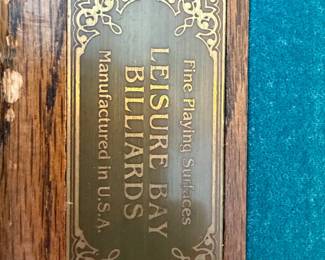 Fine Playing Surfaces
LEISURE BAY
BILLIARDS
Manufactured in U.S.A.